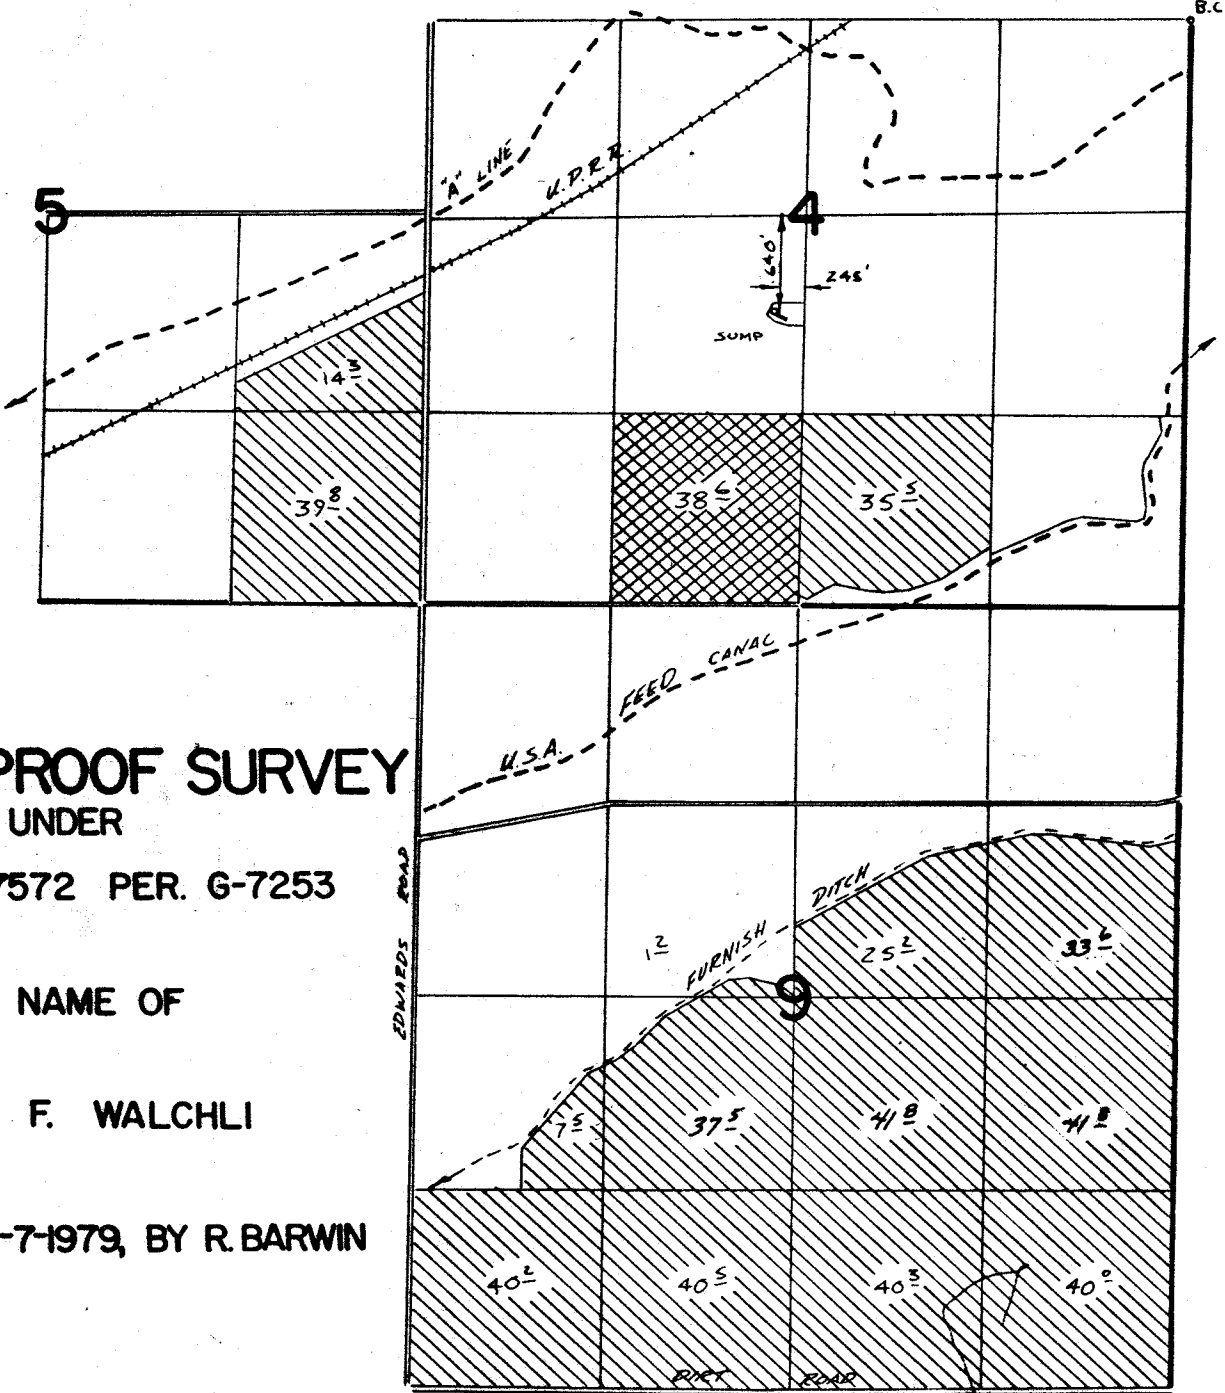 B.C
"A" LINE
U.P.R.R.
5
4
640'
245'
SUMP
14 3
39 8
38 6
35 5
U.S.A. FEED CANAL
PROOF SURVEY
UNDER
7572 PER. G-7253
NAME OF
F. WALCHLI
-7-1979, BY R. BARWIN
EDWARDS ROAD
FURNISH DITCH
1 2
25 2
33 6
9
7 5
37 5
41 8
41 8
40 2
40 5
40 3
40 0
DIRT ROAD